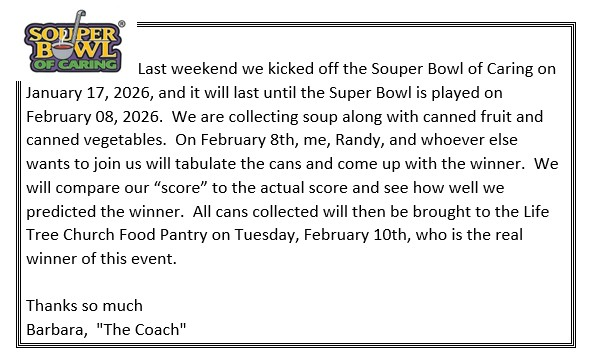 SOUPER
BOWL
OF CARING
Last weekend we kicked off the Souper Bowl of Caring on
January 17, 2026, and it will last until the Super Bowl is played on
February 08, 2026.  We are collecting soup along with canned fruit and
canned vegetables.  On February 8th, me, Randy, and whoever else
wants to join us will tabulate the cans and come up with the winner.  We
will compare our “score” to the actual score and see how well we
predicted the winner.  All cans collected will then be brought to the Life
Tree Church Food Pantry on Tuesday, February 10th, who is the real
winner of this event.
Thanks so much
Barbara,  "The Coach"